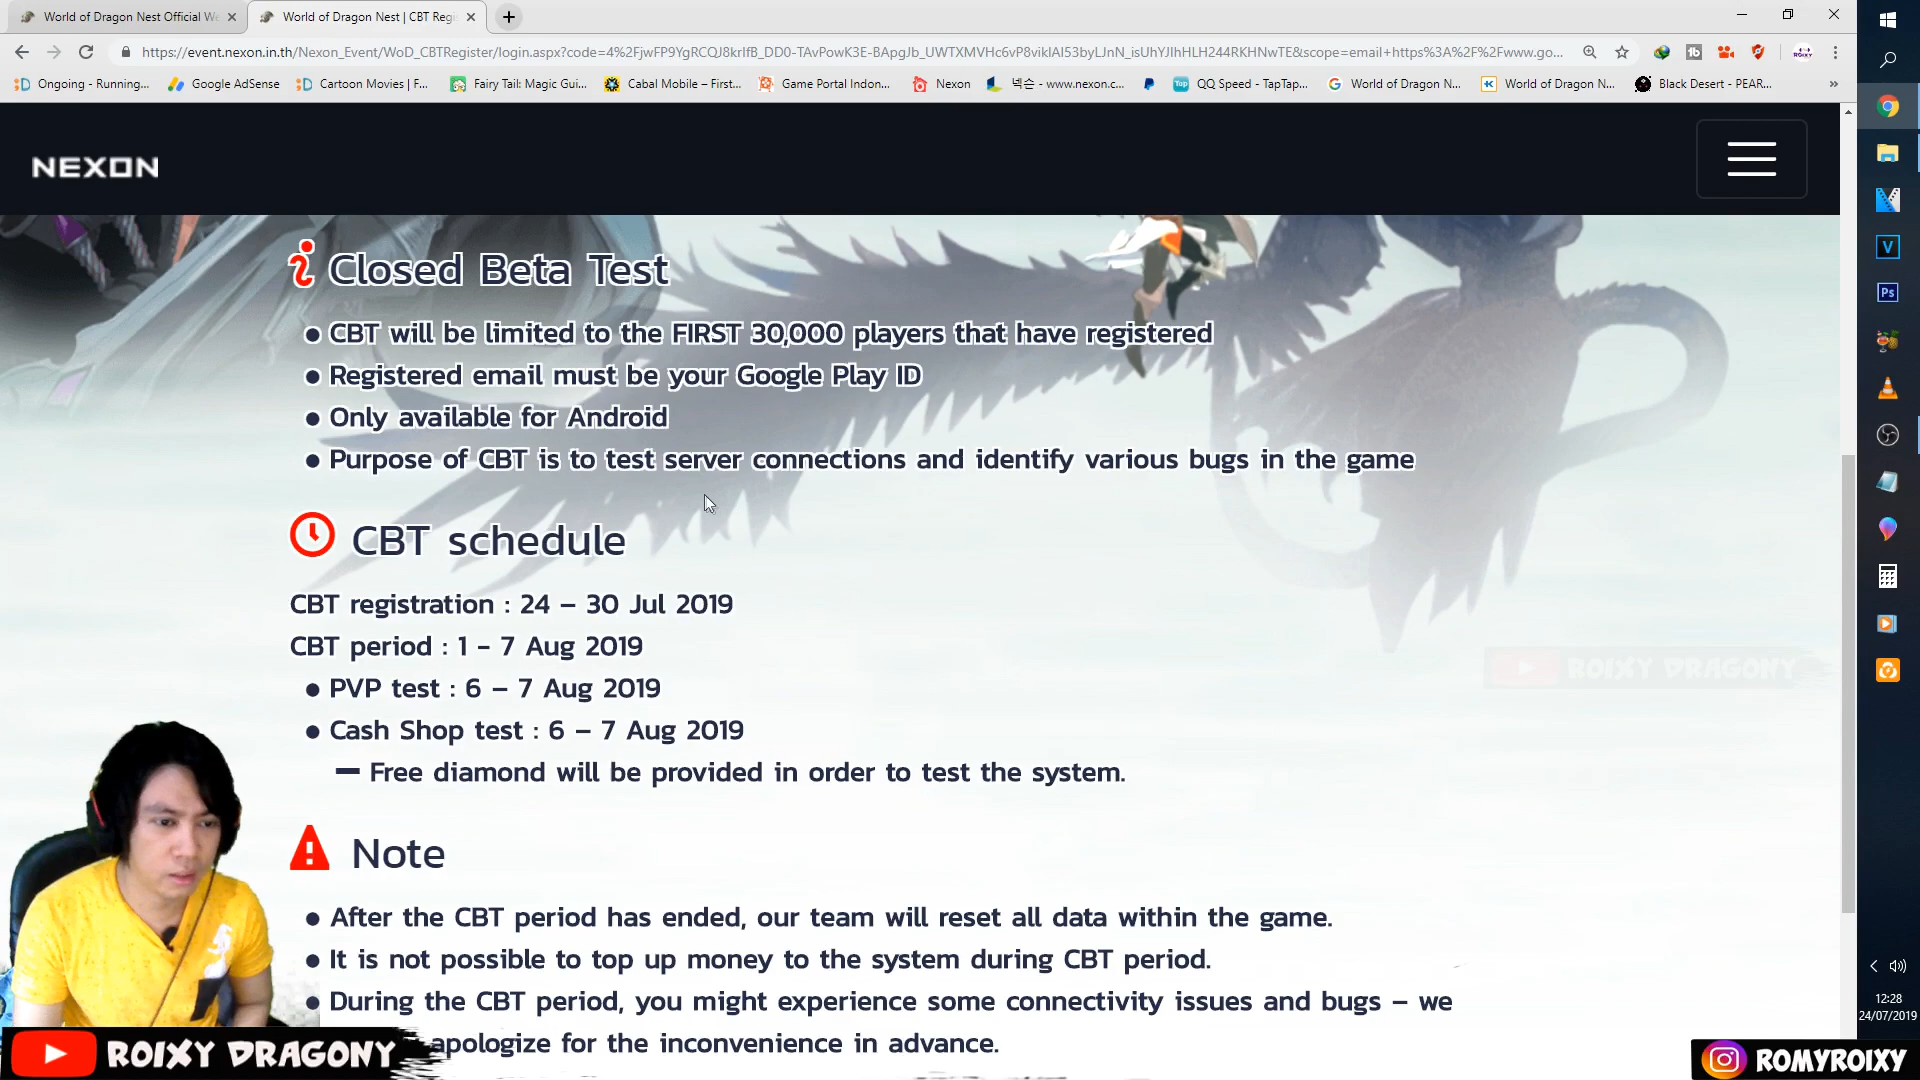 World of Dragon Nest Official We
World of Dragon Nest | CBT Regi
https://event.nexon.in.th/Nexon_Event/WoD_CBTRegister/login.aspx?code=4%2FjwFP9YgRCQJ8krIfB_DD0-TAvPowK3E-BApgJb_UWTXMVHc6vP8vikIAI53byLJnN_isUhYJIhHLH244RKHNwTE&scope=email+https%3A%2F%2Fwww.go...
Ongoing - Running...
Google AdSense
Cartoon Movies | F...
Fairy Tail: Magic Gui...
Cabal Mobile – First...
Game Portal Indon...
Nexon
넥슨 - www.nexon.c...
QQ Speed - TapTap...
World of Dragon N...
World of Dragon N...
Black Desert - PEAR...
NEXON
Closed Beta Test
• CBT will be limited to the FIRST 30,000 players that have registered
• Registered email must be your Google Play ID
• Only available for Android
• Purpose of CBT is to test server connections and identify various bugs in the game
CBT schedule
CBT registration : 24 – 30 Jul 2019
CBT period : 1 - 7 Aug 2019
• PVP test : 6 – 7 Aug 2019
• Cash Shop test : 6 – 7 Aug 2019
— Free diamond will be provided in order to test the system.
ROIXY DRAGONY
Note
• After the CBT period has ended, our team will reset all data within the game.
• It is not possible to top up money to the system during CBT period.
• During the CBT period, you might experience some connectivity issues and bugs – we
apologize for the inconvenience in advance.
12:28
24/07/2019
ROIXY DRAGONY
ROMYROIXY